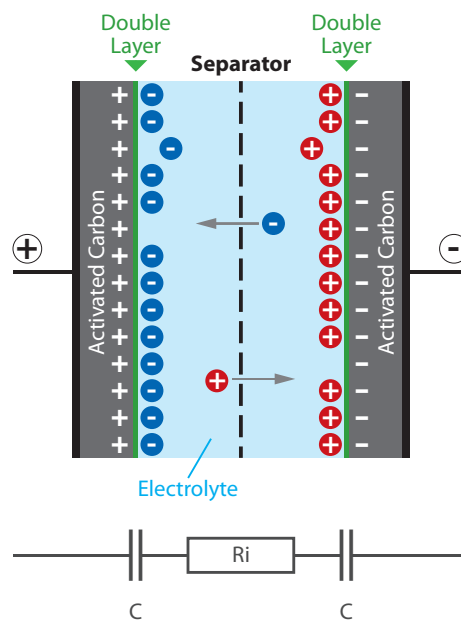 Double
Layer
Double
Layer
Separator
+ - + -
+ - + -
+ - + -
+ - + -
+ - + -
+ - -
+ - + -
+ - + -
+ - + -
+ - + -
+ + -
+ - + -
+ - + -
+ - + -
Activated Carbon
Activated Carbon
+
-
Electrolyte
Ri
C
C